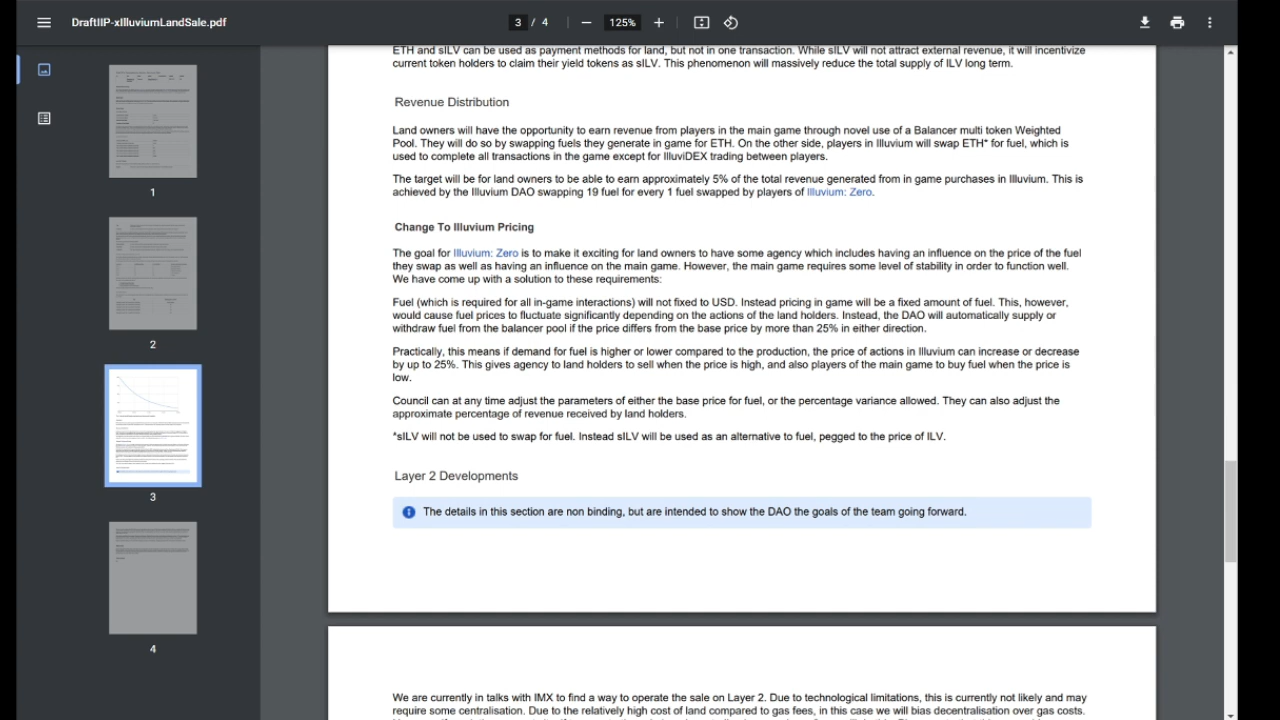 DraftIIP-xIlluviumLandSale.pdf
3 / 4
125%
1
2
3
4
ETH and sILV can be used as payment methods for land, but not in one transaction. While sILV will not attract external revenue, it will incentivize
current token holders to claim their yield tokens as sILV. This phenomenon will massively reduce the total supply of ILV long term.
Revenue Distribution
Land owners will have the opportunity to earn revenue from players in the main game through novel use of a Balancer multi token Weighted
Pool. They will do so by swapping fuels they generate in game for ETH. On the other side, players in Illuvium will swap ETH* for fuel, which is
used to complete all transactions in the game except for IlluviDEX trading between players.
The target will be for land owners to be able to earn approximately 5% of the total revenue generated from in game purchases in Illuvium. This is
achieved by the Illuvium DAO swapping 19 fuel for every 1 fuel swapped by players of Illuvium: Zero.
Change To Illuvium Pricing
The goal for Illuvium: Zero is to make it exciting for land owners to have some agency which includes having an influence on the price of the fuel
they swap as well as having an influence on the main game. However, the main game requires some level of stability in order to function well.
We have come up with a solution to these requirements:
Fuel (which is required for all in-game interactions) will not fixed to USD. Instead pricing in game will be a fixed amount of fuel. This, however,
would cause fuel prices to fluctuate significantly depending on the actions of the land holders. Instead, the DAO will automatically supply or
withdraw fuel from the balancer pool if the price differs from the base price by more than 25% in either direction.
Practically, this means if demand for fuel is higher or lower compared to the production, the price of actions in Illuvium can increase or decrease
by up to 25%. This gives agency to land holders to sell when the price is high, and also players of the main game to buy fuel when the price is
low.
Council can at any time adjust the parameters of either the base price for fuel, or the percentage variance allowed. They can also adjust the
approximate percentage of revenue received by land holders.
*sILV will not be used to swap for fuel. Instead sILV will be used as an alternative to fuel, pegged to the price of ILV.
Layer 2 Developments
The details in this section are non binding, but are intended to show the DAO the goals of the team going forward.
We are currently in talks with IMX to find a way to operate the sale on Layer 2. Due to technological limitations, this is currently not likely and may
require some centralisation. Due to the relatively high cost of land compared to gas fees, in this case we will bias decentralisation over gas costs.